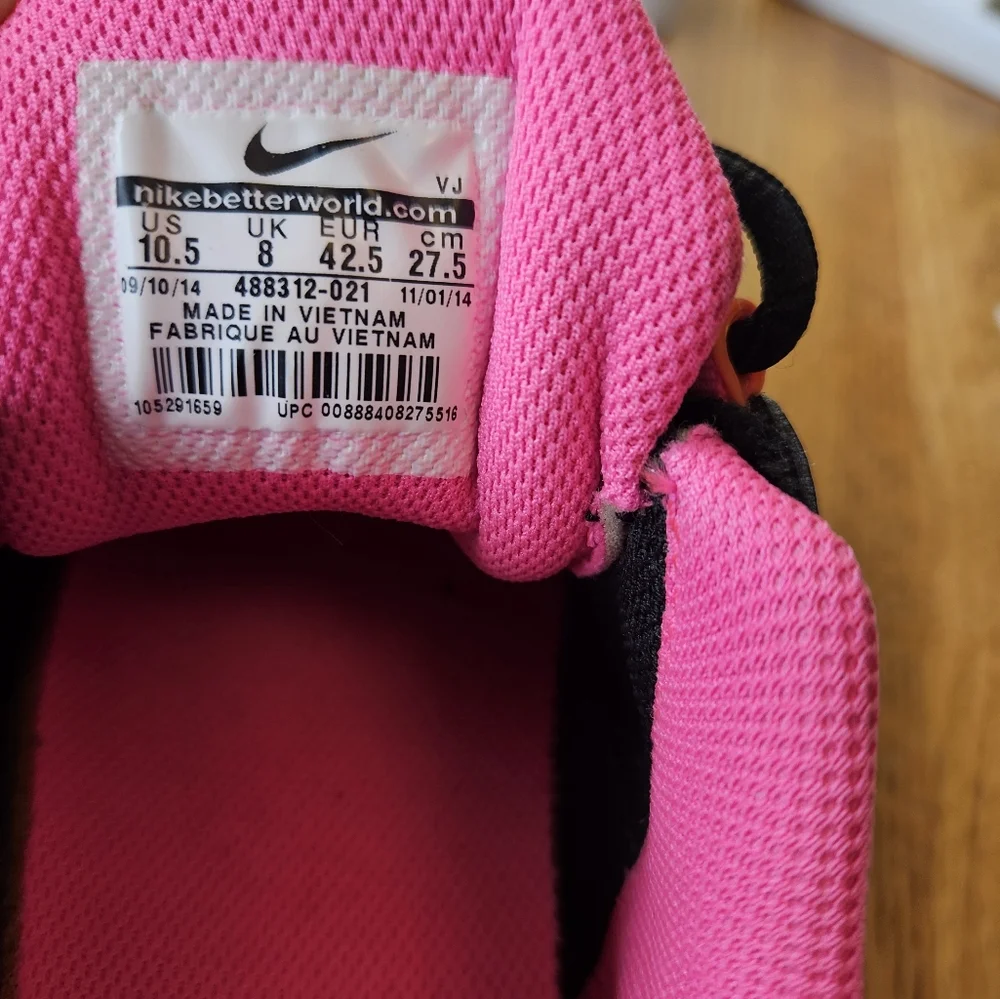 VJ
nikebetterworld.com
US UK EUR cm
10.5 8 42.5 27.5
09/10/14 488312-021 11/01/14
MADE IN VIETNAM
FABRIQUE AU VIETNAM
105291659 UPC 00888408275516